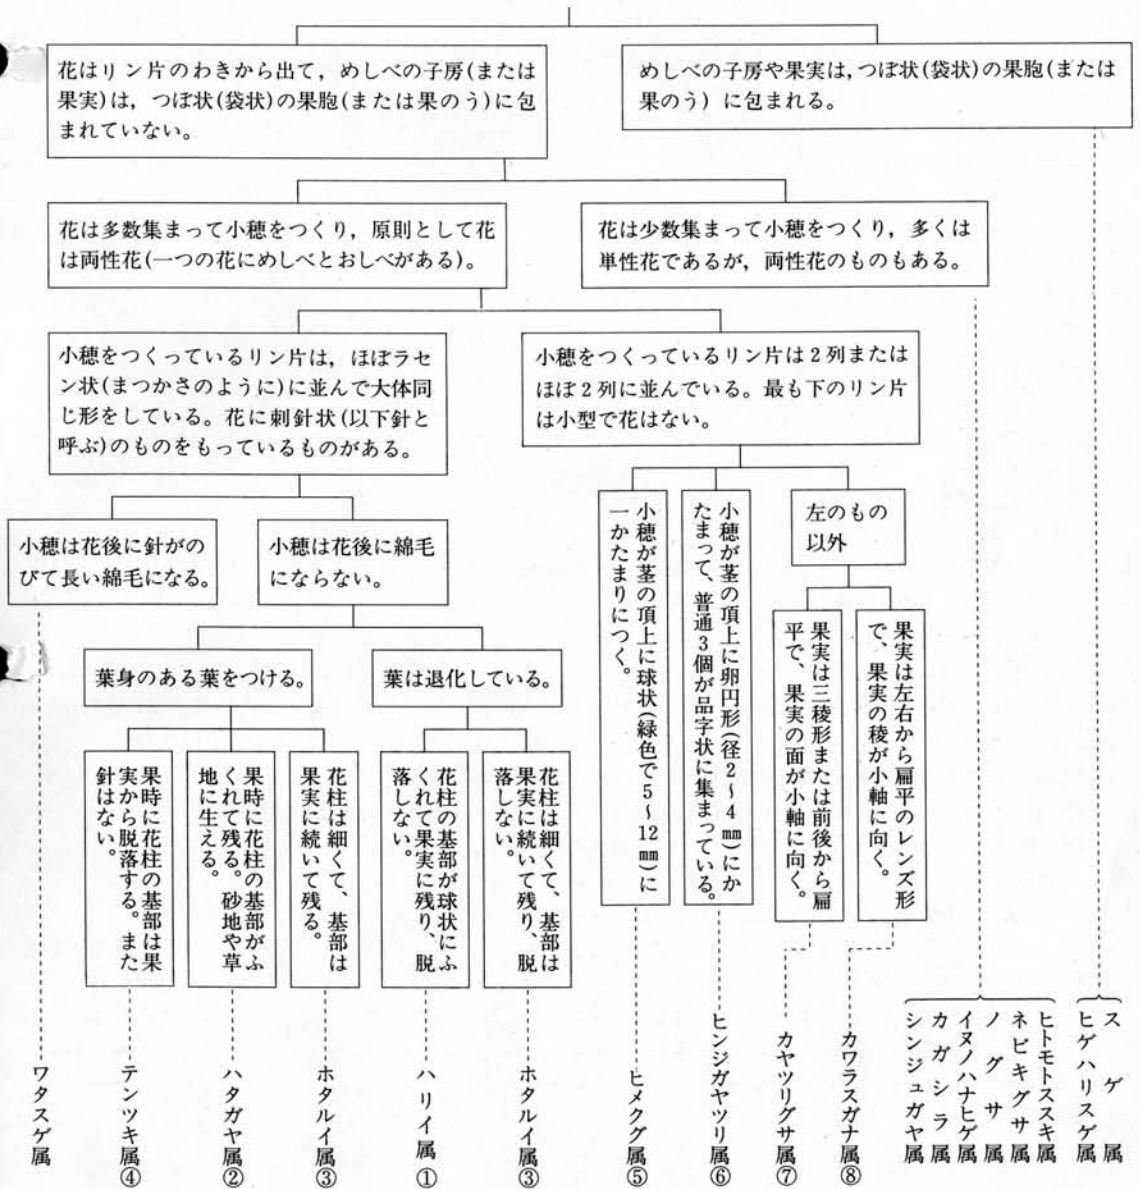 花はリン片のわきから出て，めしべの子房(または
果実)は，つぼ状(袋状)の果胞(または果のう)に包
まれていない。
めしべの子房や果実は，つぼ状(袋状)の果胞(または
果のう) に包まれる。
花は多数集まって小穂をつくり，原則として花
は両性花(一つの花にめしべとおしべがある)。
花は少数集まって小穂をつくり，多くは
単性花であるが，両性花のものもある。
小穂をつくっているリン片は，ほぼラセ
ン状(まつかさのように)に並んで大体同
じ形をしている。花に刺針状(以下針と
呼ぶ)のものをもっているものがある。
小穂をつくっているリン片は2列または
ほぼ2列に並んでいる。最も下のリン片
は小型で花はない。
小穂は花後に針がの
びて長い綿毛になる。
小穂は花後に綿毛
にならない。
小穂が茎の頂上に球状(緑色で5〜12㎜)に
一かたまりにつく。
小穂が茎の頂上に卵円形(径2〜4㎜)にか
たまって、普通3個が品字状に集まっている。
左のもの
以外
果実は三稜形または前後から扁
平で、果実の面が小軸に向く。
果実は左右から扁平のレンズ形
で、果実の稜が小軸に向く。
葉身のある葉をつける。
葉は退化している。
果時に花柱の基部は果
実から脱落する。また
針はない。
果時に花柱の基部がふ
くれて残る。砂地や草
地に生える。
花柱は細くて、基部は
果実に続いて残る。
花柱の基部が球状にふ
くれて果実に残り、脱
落しない。
花柱は細くて、基部は
果実に続いて残り、脱
落しない。
ワタスゲ属
テンツキ属④
ハタガヤ属②
ホタルイ属③
ハリイ属①
ホタルイ属③
ヒメクグ属⑤
ヒンジガヤツリ属⑥
カヤツリグサ属⑦
カワラスガナ属⑧
シンジュガヤ属
カガシラ属
イヌノハナヒゲ属
ノグサ属
ネビキグサ属
ヒトモトススキ属
ヒゲハリスゲ属
スゲ属